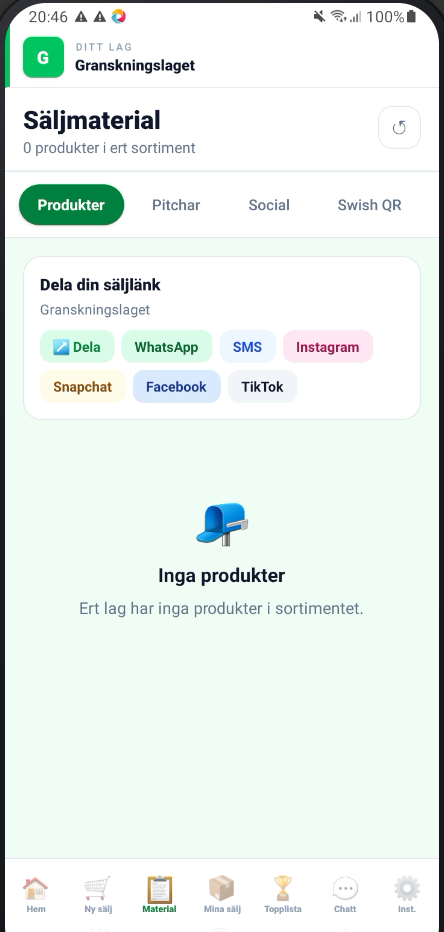 20:46
100%
G
DITT LAG
Granskningslaget
Säljmaterial
0 produkter i ert sortiment
Produkter
Pitchar
Social
Swish QR
Dela din säljlänk
Granskningslaget
Dela
WhatsApp
SMS
Instagram
Snapchat
Facebook
TikTok
Inga produkter
Ert lag har inga produkter i sortimentet.
Hem
Ny sälj
Material
Mina sälj
Topplista
Chatt
Inst.